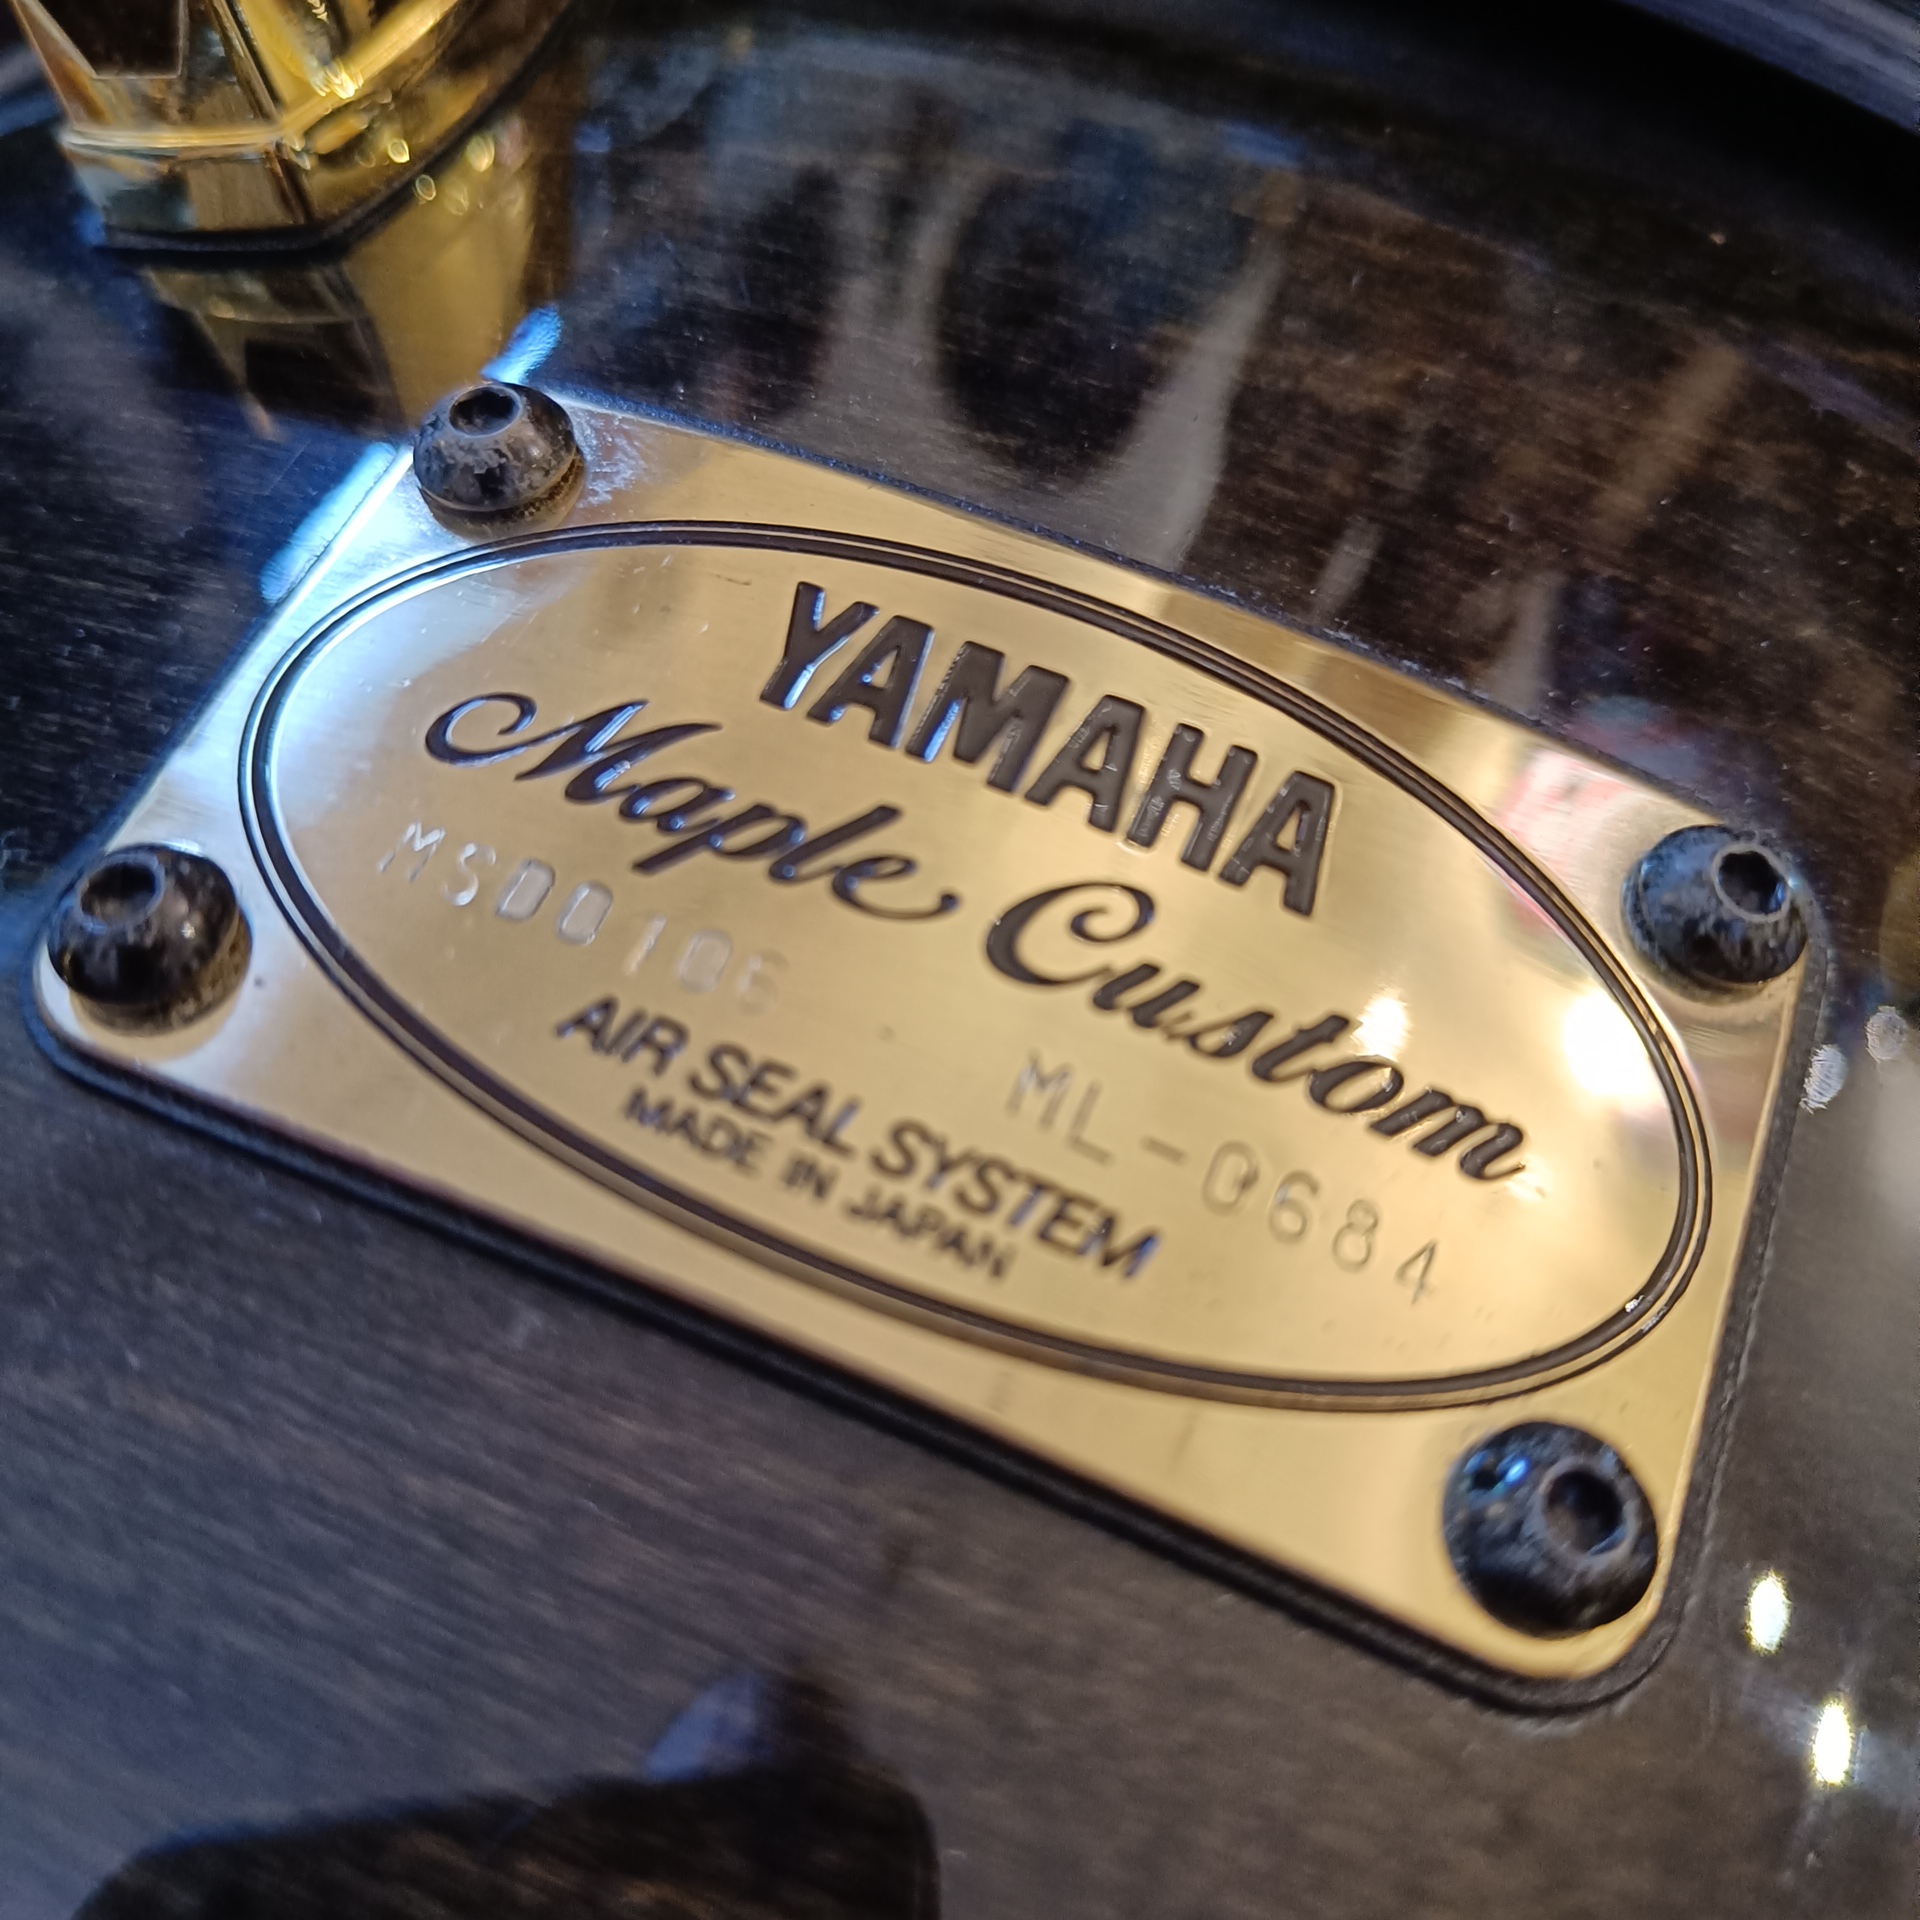 YAMAHA
Maple Custom
MSD0106
ML-0684
AIR SEAL SYSTEM
MADE IN JAPAN